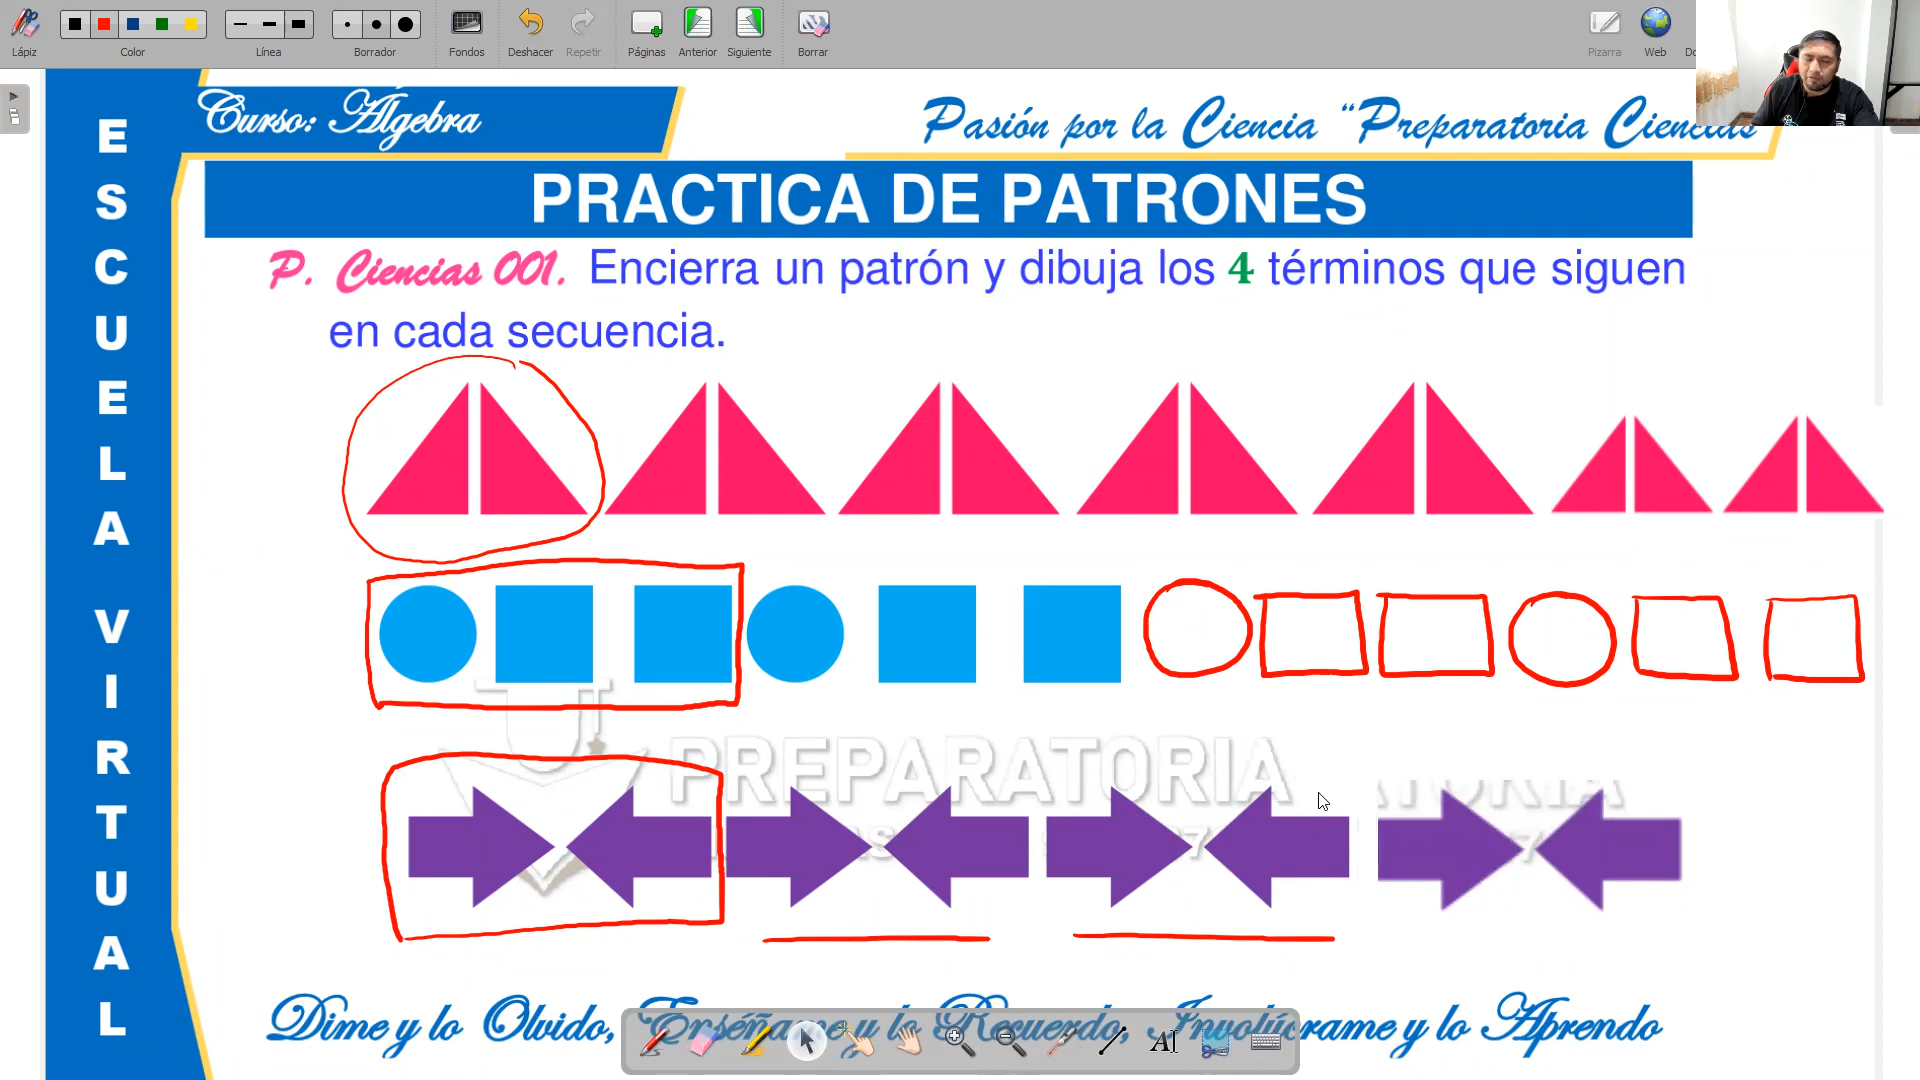 Lápiz
Color
Línea
Borrador
Fondos
Deshacer
Repetir
Páginas
Anterior
Siguiente
Borrar
Pizarra
Web
Curso: Álgebra
Pasión por la Ciencia “Preparatoria Ciencias
ESCUELA VIRTUAL
PRACTICA DE PATRONES
P. Ciencias 001. Encierra un patrón y dibuja los 4 términos que siguen
en cada secuencia.
PREPARATORIA
Dime y lo Olvido, Enséñame y lo Recuerdo, Involúcrame y lo Aprendo